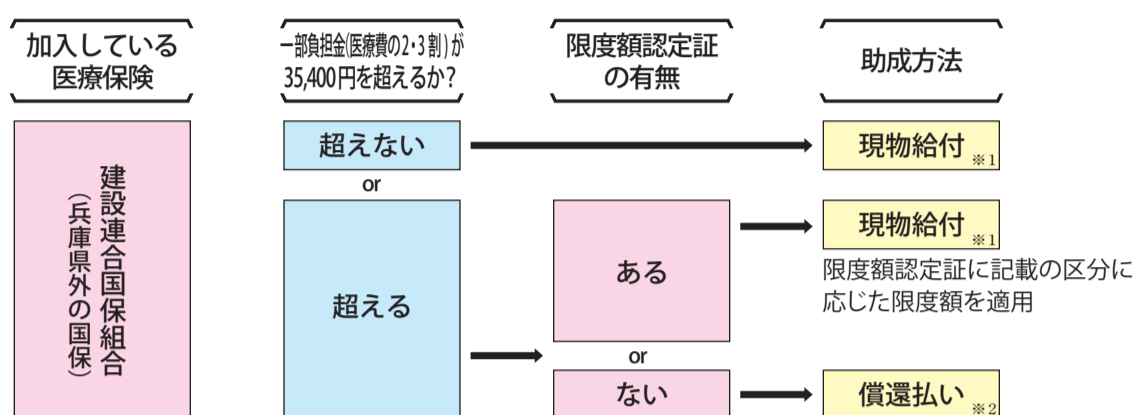 加入している
医療保険
一部負担金(医療費の2・3割)が
35,400円を超えるか？
限度額認定証
の有無
助成方法
建設連合国保組合
（兵庫県外の国保）
超えない
現物給付 ※1
or
超える
ある
現物給付 ※1
限度額認定証に記載の区分に
応じた限度額を適用
or
ない
償還払い ※2